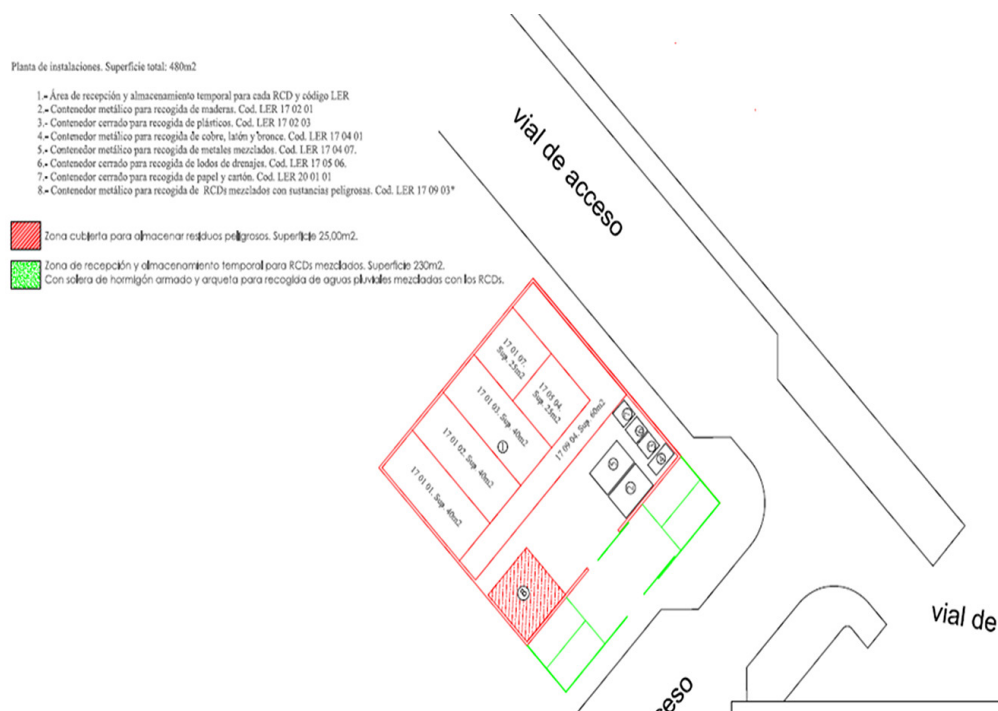 Planta de instalaciones. Superficie total: 480m2
1.- Área de recepción y almacenamiento temporal para cada RCD y código LER
2.- Contenedor metálico para recogida de maderas. Cod. LER 17 02 01
3.- Contenedor cerrado para recogida de plásticos. Cod. LER 17 02 03
4.- Contenedor metálico para recogida de cobre, latón y bronce. Cod. LER 17 04 01
5.- Contenedor metálico para recogida de metales mezclados. Cod. LER 17 04 07.
6.- Contenedor cerrado para recogida de lodos de drenajes. Cod. LER 17 05 06.
7.- Contenedor cerrado para recogida de papel y cartón. Cod. LER 20 01 01
8.- Contenedor metálico para recogida de RCDs mezclados con sustancias peligrosas. Cod. LER 17 09 03*
Zona cubierta para almacenar residuos peligrosos. Superficie 25,00m2.
Zona de recepción y almacenamiento temporal para RCDs mezclados. Superficie 230m2.
Con solera de hormigón armado y arqueta para recogida de aguas pluviales mezcladas con los RCDs.
vial de acceso
17 01 07.
Sup. 25m2
17 05 04.
Sup. 25m2
17 01 03. Sup. 40m2
1
17 09 04. Sup. 60m2
17 01 02. Sup. 40m2
17 01 01. Sup. 40m2
5
2
8
vial de
eso